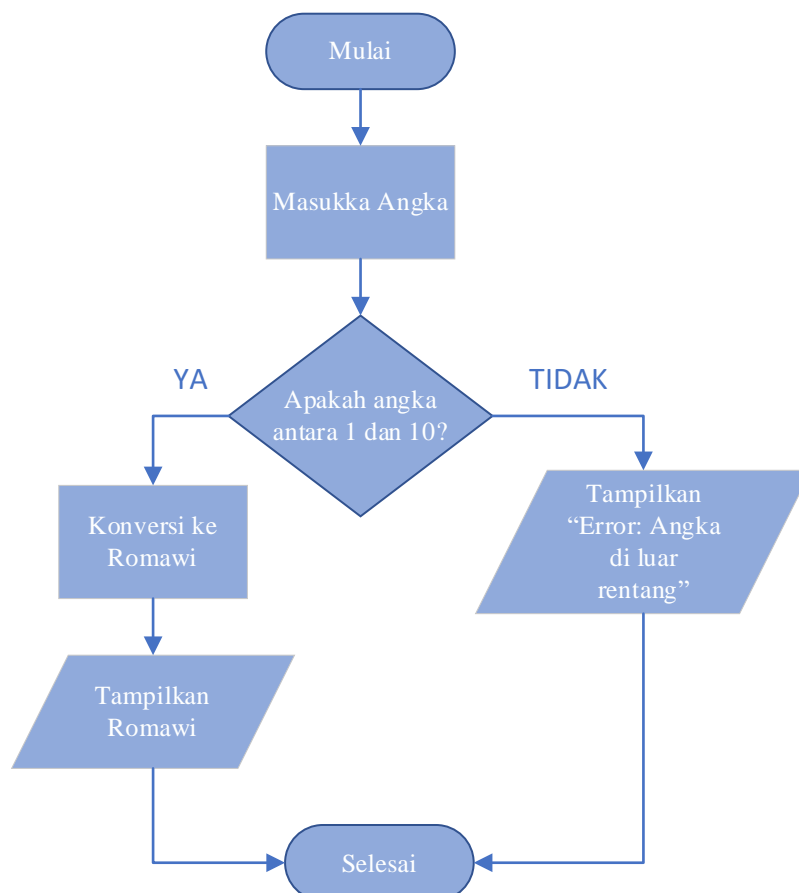 Mulai
Masukka Angka
Apakah angka
antara 1 dan 10?
YA
TIDAK
Konversi ke
Romawi
Tampilkan
“Error: Angka
di luar
rentang”
Tampilkan
Romawi
Selesai